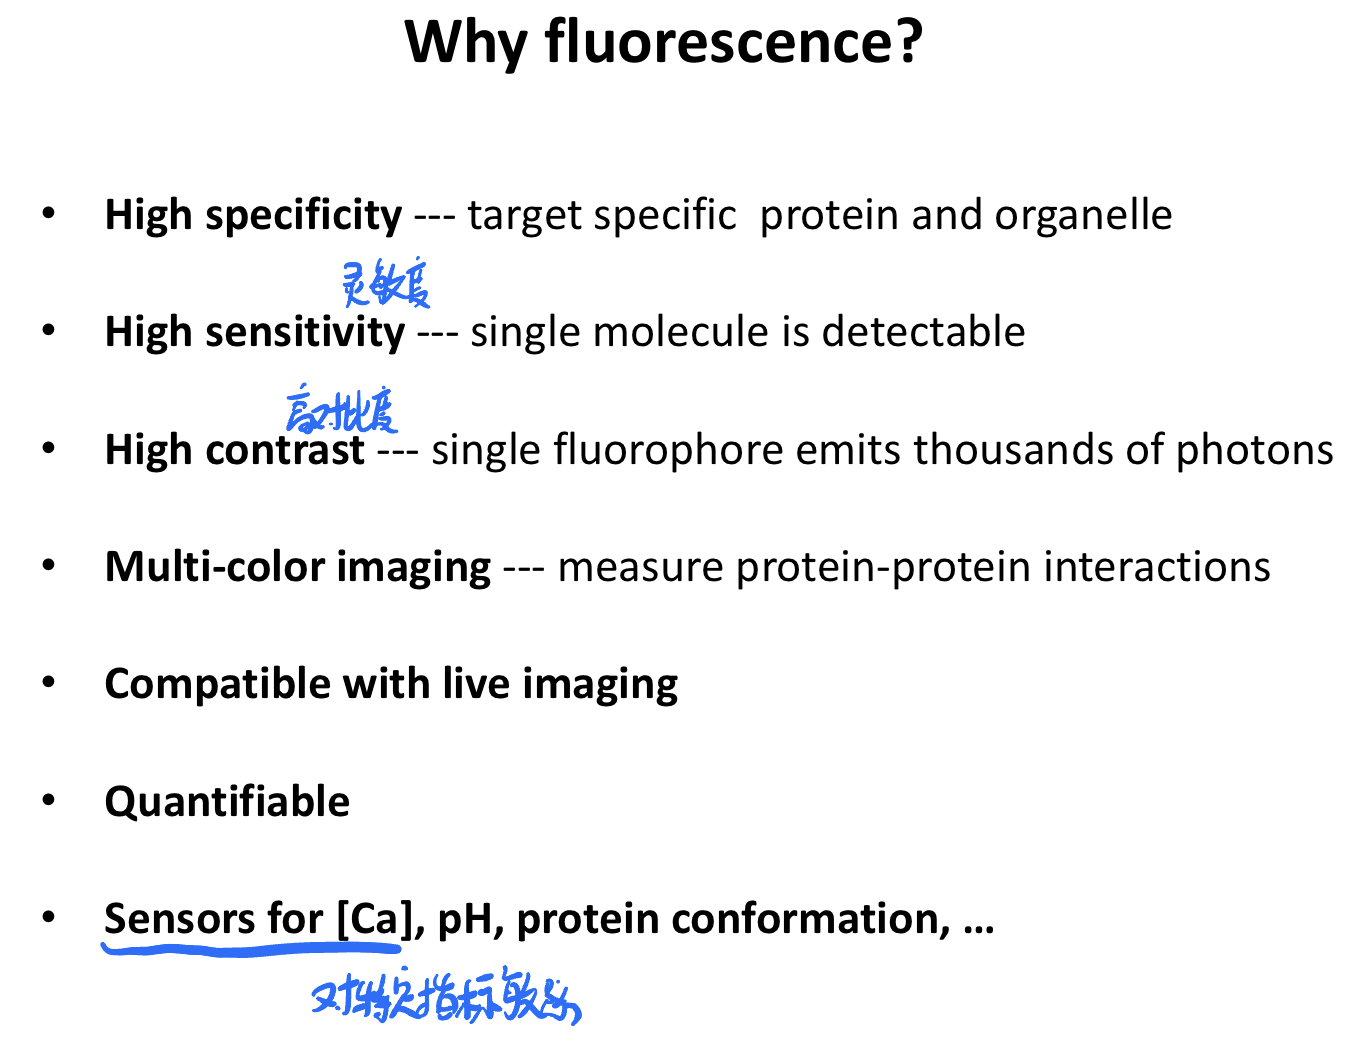 Why fluorescence?
• High specificity --- target specific protein and organelle
灵敏度
• High sensitivity --- single molecule is detectable
高对比度
• High contrast --- single fluorophore emits thousands of photons
• Multi-color imaging --- measure protein-protein interactions
• Compatible with live imaging
• Quantifiable
• Sensors for [Ca], pH, protein conformation, ...
对特定指标敏感